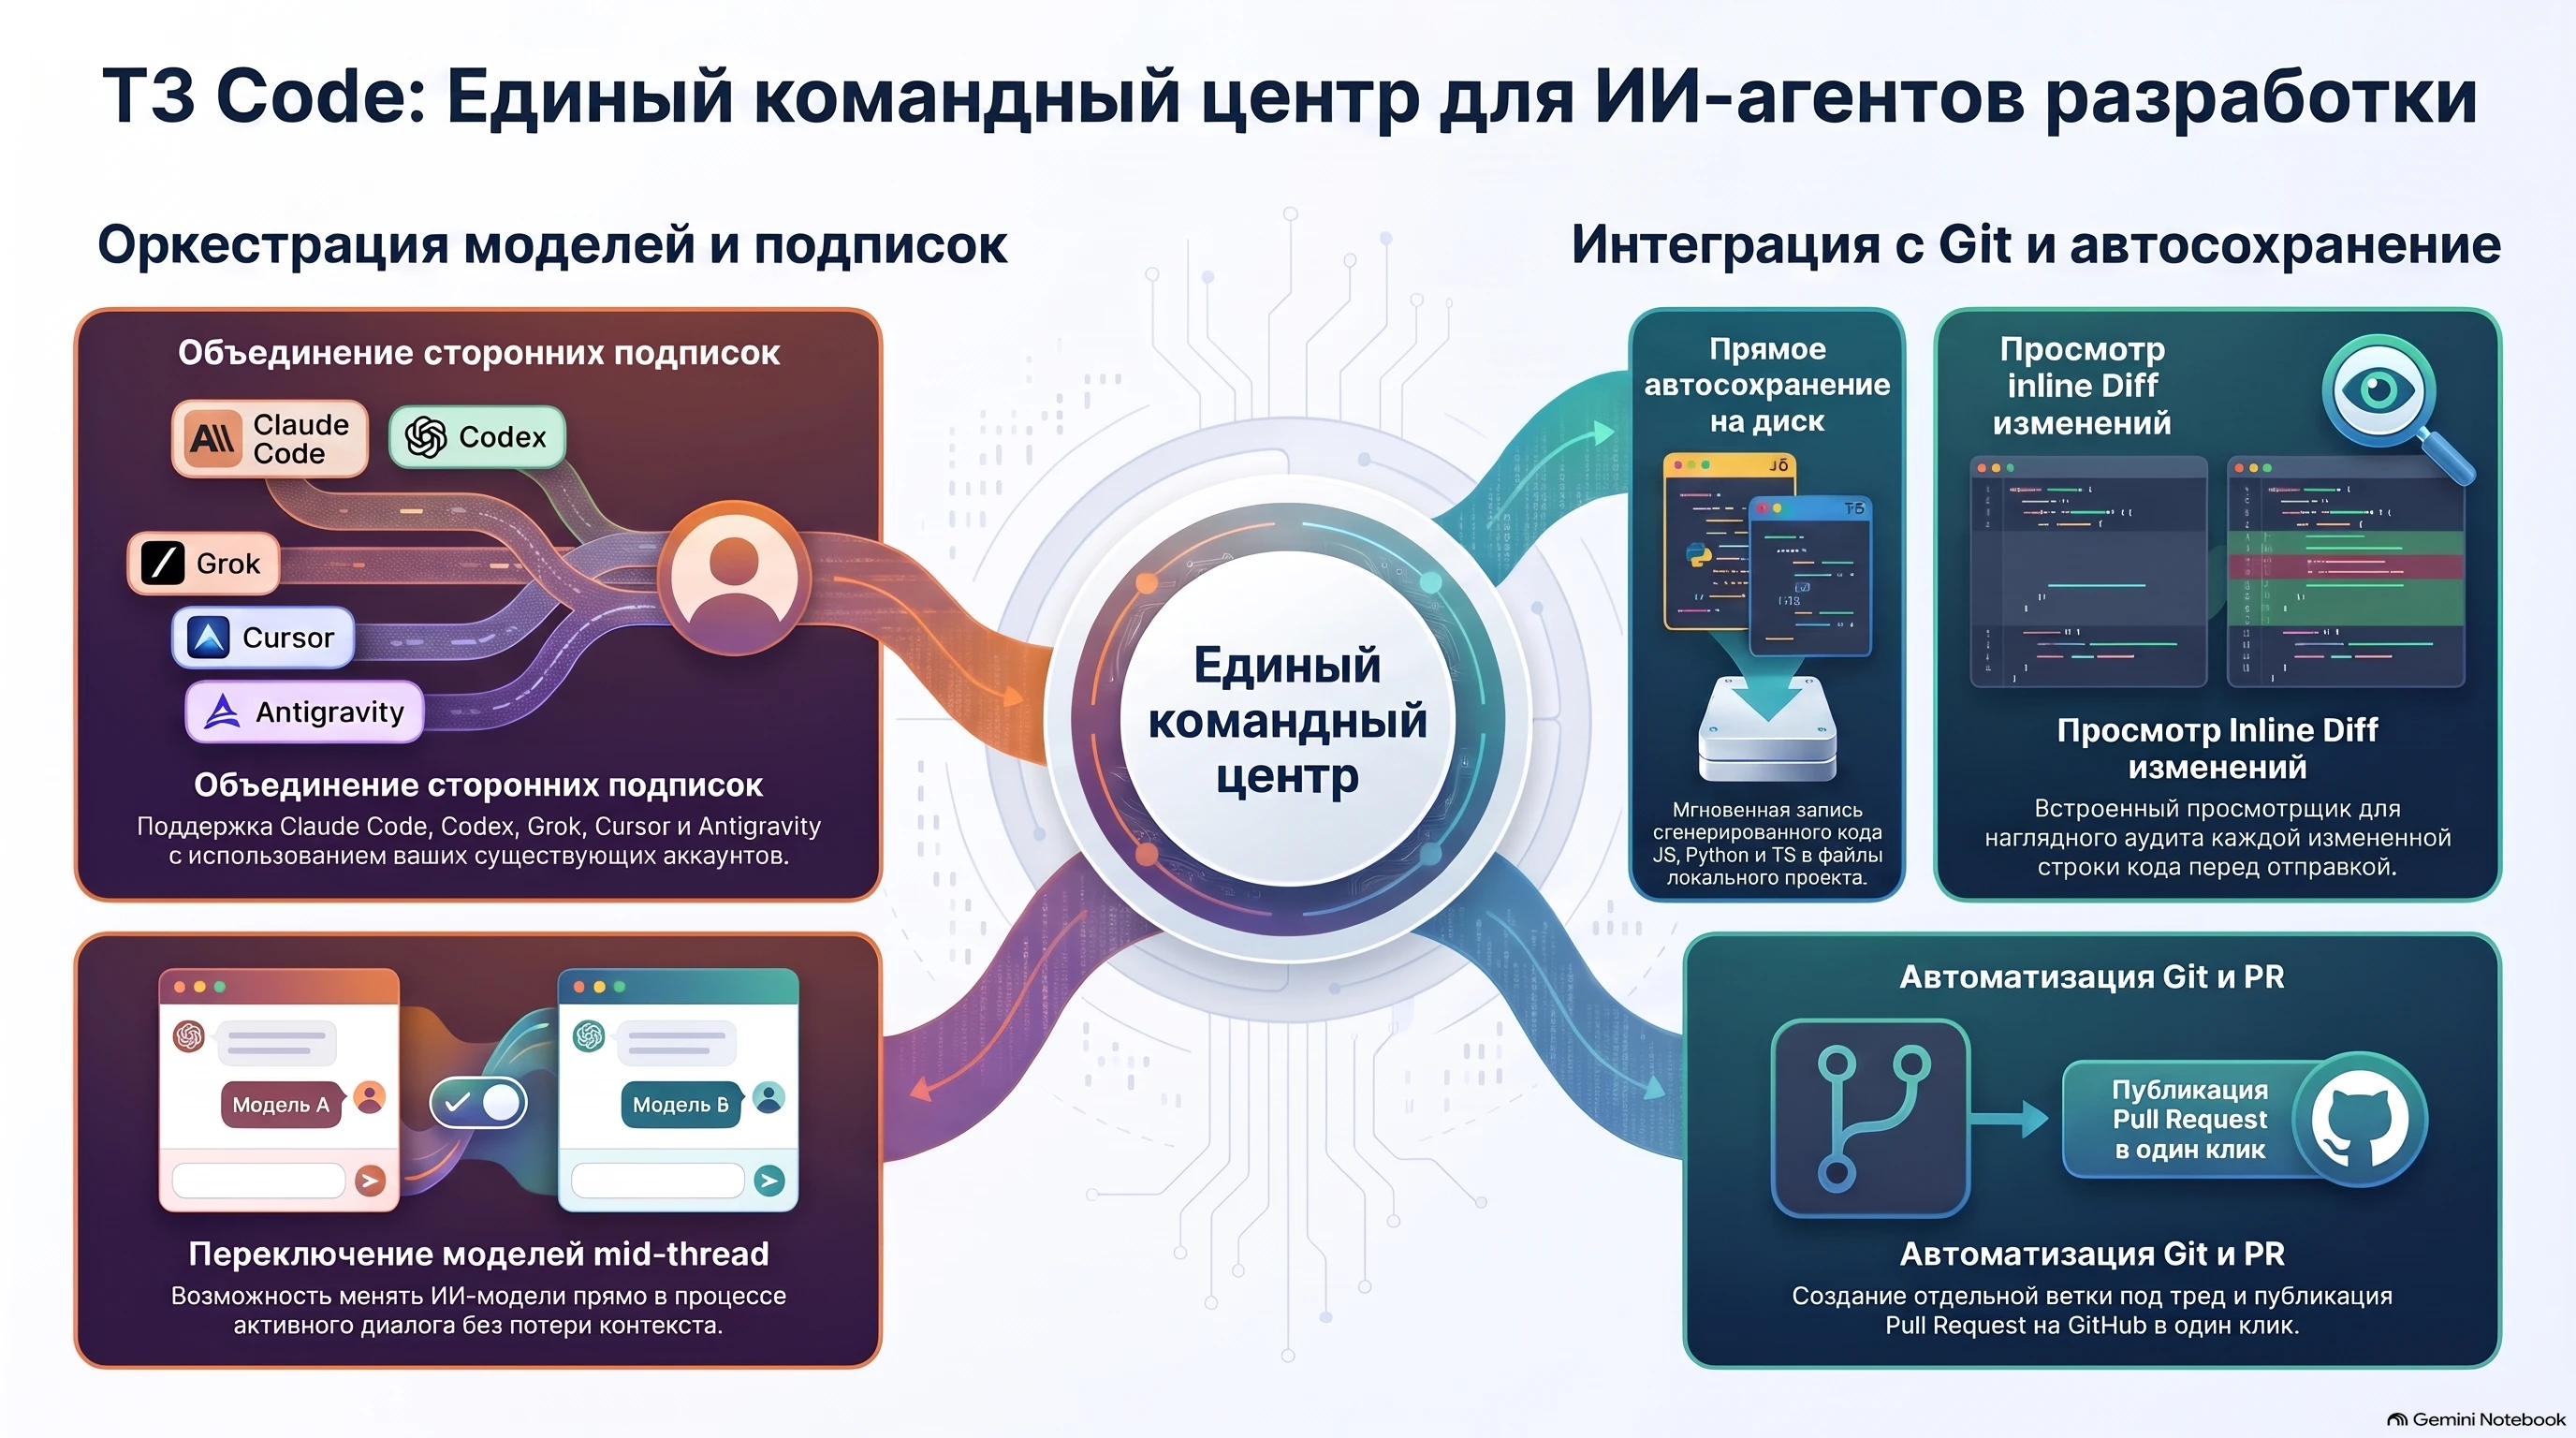 T3 Code: Единый командный центр для ИИ-агентов разработки
Оркестрация моделей и подписок
Объединение сторонних подписок
Claude
Code
Codex
Grok
Cursor
Antigravity
Объединение сторонних подписок
Поддержка Claude Code, Codex, Grok, Cursor и Antigravity
с использованием ваших существующих аккаунтов.
Модель A
Модель B
Переключение моделей mid-thread
Возможность менять ИИ-модели прямо в процессе
активного диалога без потери контекста.
Единый
командный
центр
Интеграция с Git и автосохранение
Прямое
автосохранение
на диск
Мгновенная запись
сгенерированного кода
JS, Python и TS в файлы
локального проекта.
Просмотр
inline Diff
изменений
Просмотр Inline Diff
изменений
Встроенный просмотрщик для
наглядного аудита каждой измененной
строки кода перед отправкой.
Автоматизация Git и PR
Публикация
Pull Request
в один клик
Автоматизация Git и PR
Создание отдельной ветки под тред и публикация
Pull Request на GitHub в один клик.
Gemini Notebook